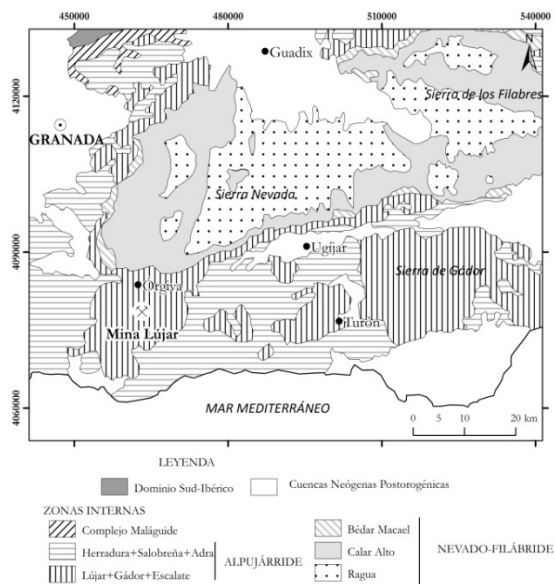 450000 480000 510000 540000
N
Guadix
4120000
Sierra de los Filabres
GRANADA
Sierra Nevada
4090000
Ugíjar
Sierra de Gádor
Orgiva
Turón
Mina Lújar
4060000
MAR MEDITERRÁNEO
0 5 10 20 km
LEYENDA
Dominio Sud-Ibérico Cuencas Neógenas Postorogénicas
ZONAS INTERNAS
Complejo Maláguide Bédar Macael
Herradura+Salobreña+Adra ALPUJÁRRIDE Calar Alto NEVADO-FILÁBRIDE
Lújar+Gádor+Escalate Ragua